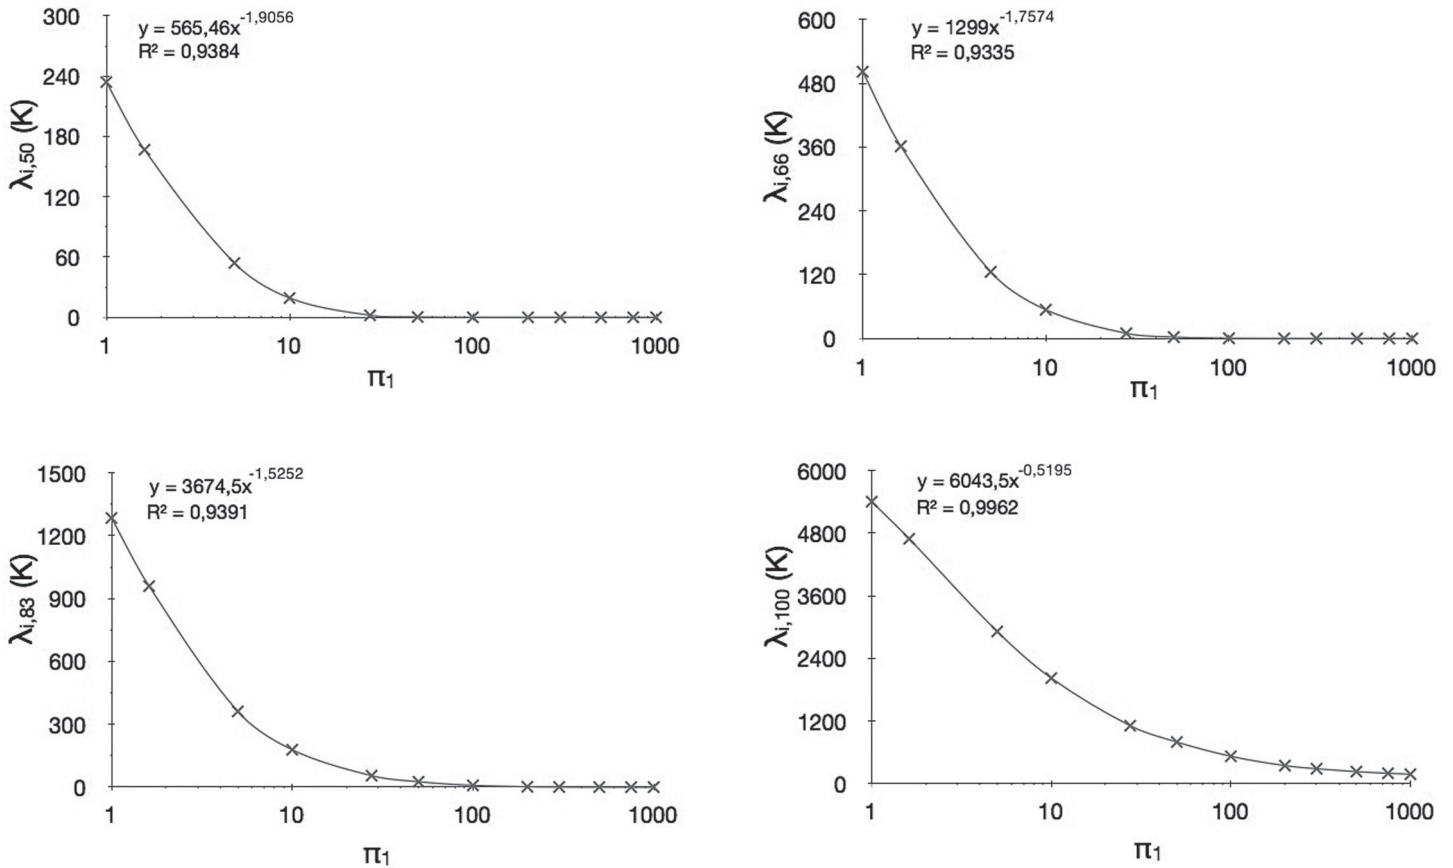 300
240
180
120
60
0
λi,50 (K)
y = 565,46x-1,9056
R² = 0,9384
1 10 100 1000
π1
600
480
360
240
120
0
λi,66 (K)
y = 1299x-1,7574
R² = 0,9335
1 10 100 1000
π1
1500
1200
900
600
300
0
λi,83 (K)
y = 3674,5x-1,5252
R² = 0,9391
1 10 100 1000
π1
6000
4800
3600
2400
1200
0
λi,100 (K)
y = 6043,5x-0,5195
R² = 0,9962
1 10 100 1000
π1